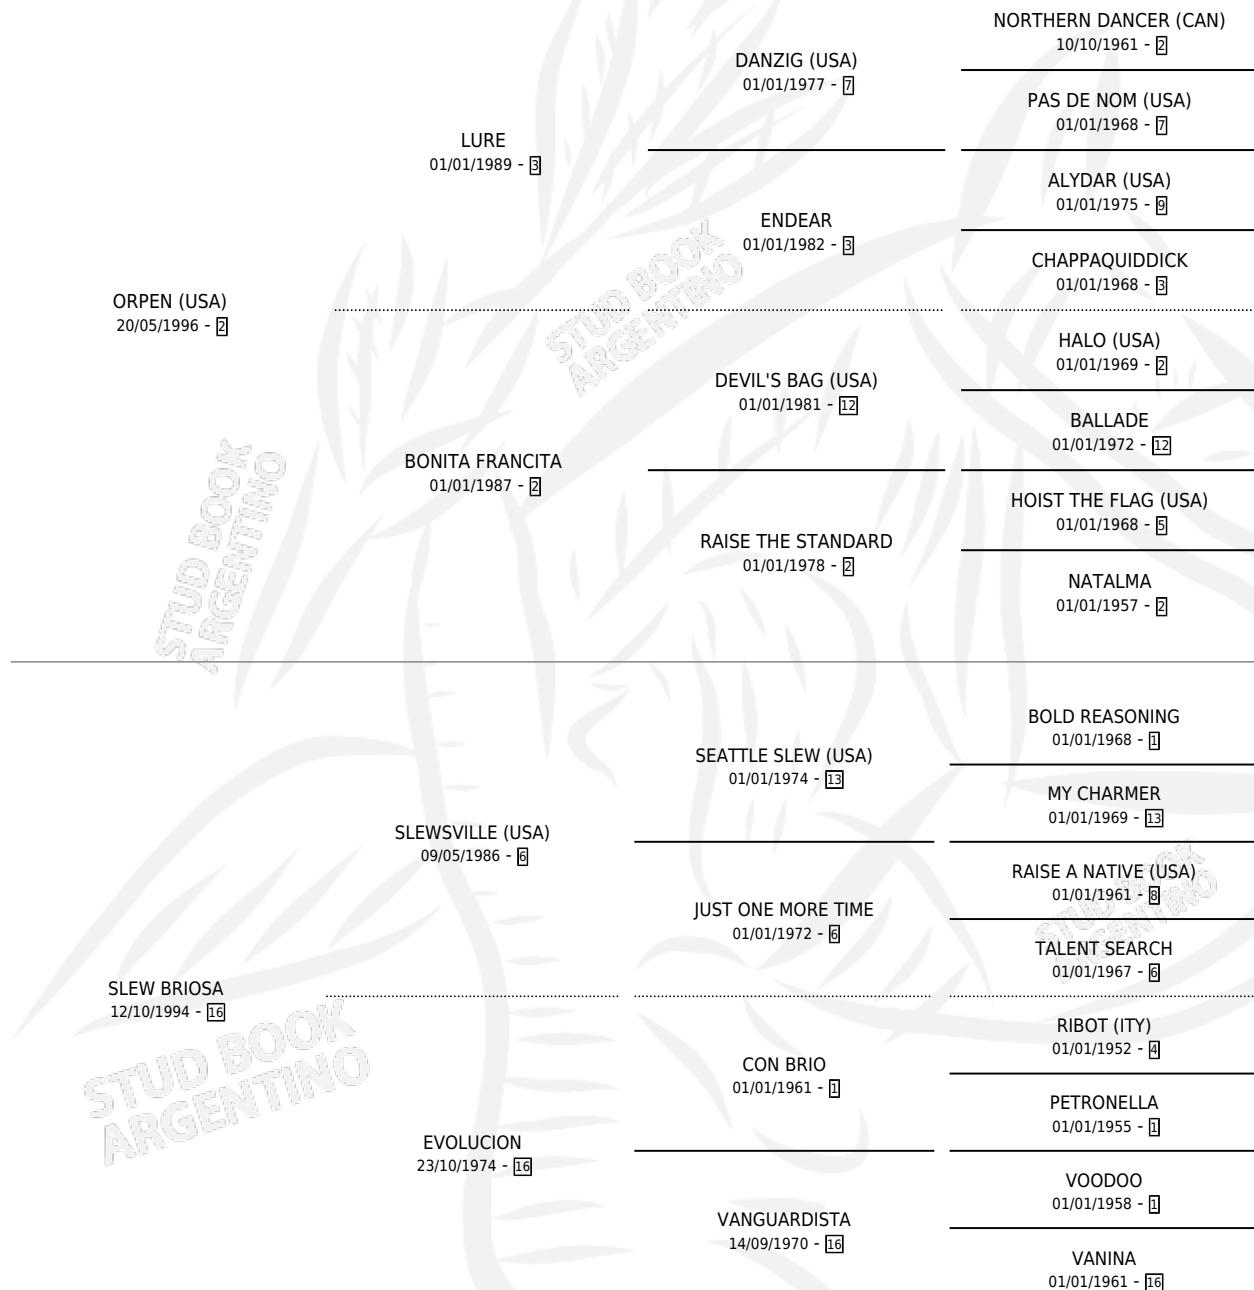 NORTHERN DANCER (CAN)
10/10/1961 - 2
DANZIG (USA)
01/01/1977 - 7
PAS DE NOM (USA)
01/01/1968 - 7
LURE
01/01/1989 - 3
ALYDAR (USA)
01/01/1975 - 9
ENDEAR
01/01/1982 - 3
CHAPPAQUIDDICK
01/01/1968 - 3
STUD BOOK
ARGENTINO
ORPEN (USA)
20/05/1996 - 2
HALO (USA)
01/01/1969 - 2
DEVIL'S BAG (USA)
01/01/1981 - 12
BALLADE
01/01/1972 - 12
BONITA FRANCITA
01/01/1987 - 2
HOIST THE FLAG (USA)
01/01/1968 - 5
RAISE THE STANDARD
01/01/1978 - 2
NATALMA
01/01/1957 - 2
STUD BOOK
ARGENTINO
BOLD REASONING
01/01/1968 - 1
SEATTLE SLEW (USA)
01/01/1974 - 13
MY CHARMER
01/01/1969 - 13
SLEWSVILLE (USA)
09/05/1986 - 6
RAISE A NATIVE (USA)
01/01/1961 - 8
JUST ONE MORE TIME
01/01/1972 - 6
TALENT SEARCH
01/01/1967 - 6
STUD BOOK
ARGENTINO
SLEW BRIOSA
12/10/1994 - 16
RIBOT (ITY)
01/01/1952 - 4
CON BRIO
01/01/1961 - 1
PETRONELLA
01/01/1955 - 1
STUD BOOK
ARGENTINO
EVOLUCION
23/10/1974 - 16
VOODOO
01/01/1958 - 1
VANGUARDISTA
14/09/1970 - 16
VANINA
01/01/1961 - 16